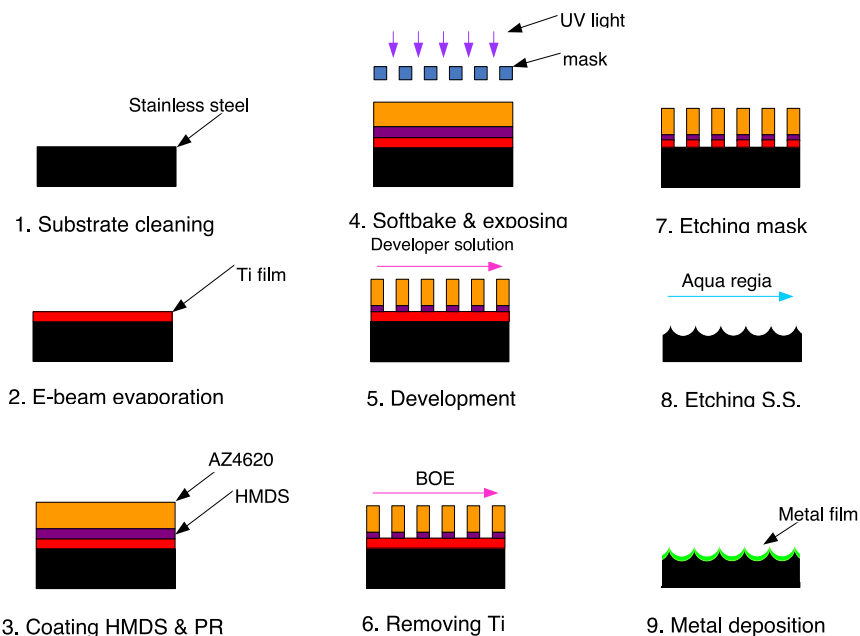 Stainless steel
1. Substrate cleaning
Ti film
2. E-beam evaporation
AZ4620
HMDS
3. Coating HMDS & PR
UV light
mask
4. Softbake & exposing
Developer solution
5. Development
BOE
6. Removing Ti
7. Etching mask
Aqua regia
8. Etching S.S.
Metal film
9. Metal deposition